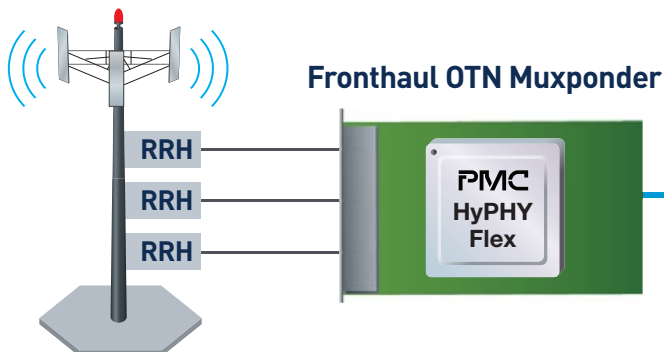 Fronthaul OTN Muxponder
RRH
RRH
RRH
PMC
HyPHY
Flex